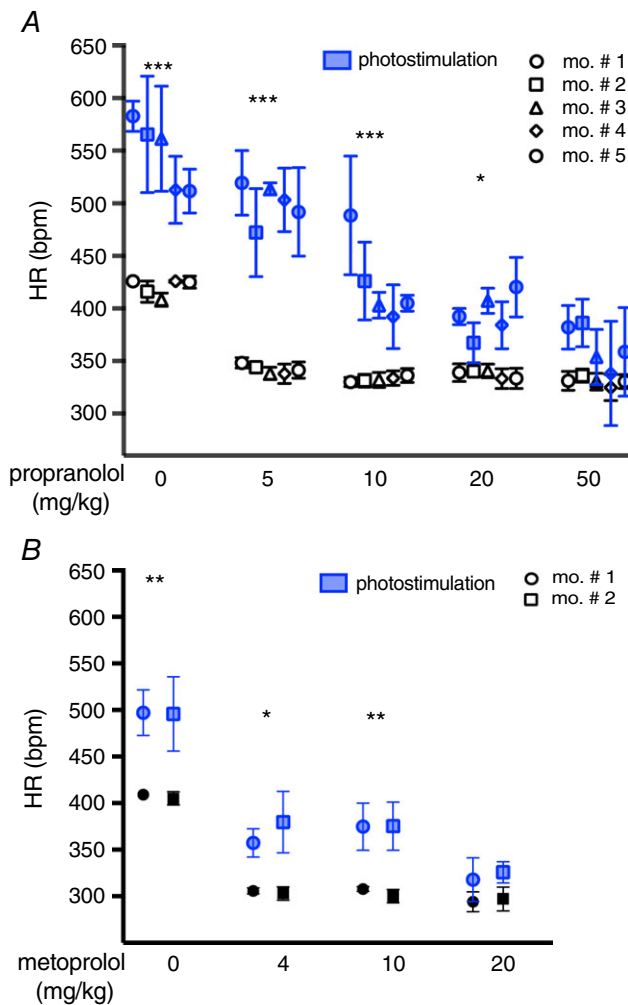 A
650
600
550
500
450
400
350
300
HR (bpm)
***
***
***
*
photostimulation
mo. # 1
mo. # 2
mo. # 3
mo. # 4
mo. # 5
propranolol
(mg/kg)
0
5
10
20
50
B
650
600
550
500
450
400
350
300
HR (bpm)
**
*
**
photostimulation
mo. # 1
mo. # 2
metoprolol
(mg/kg)
0
4
10
20